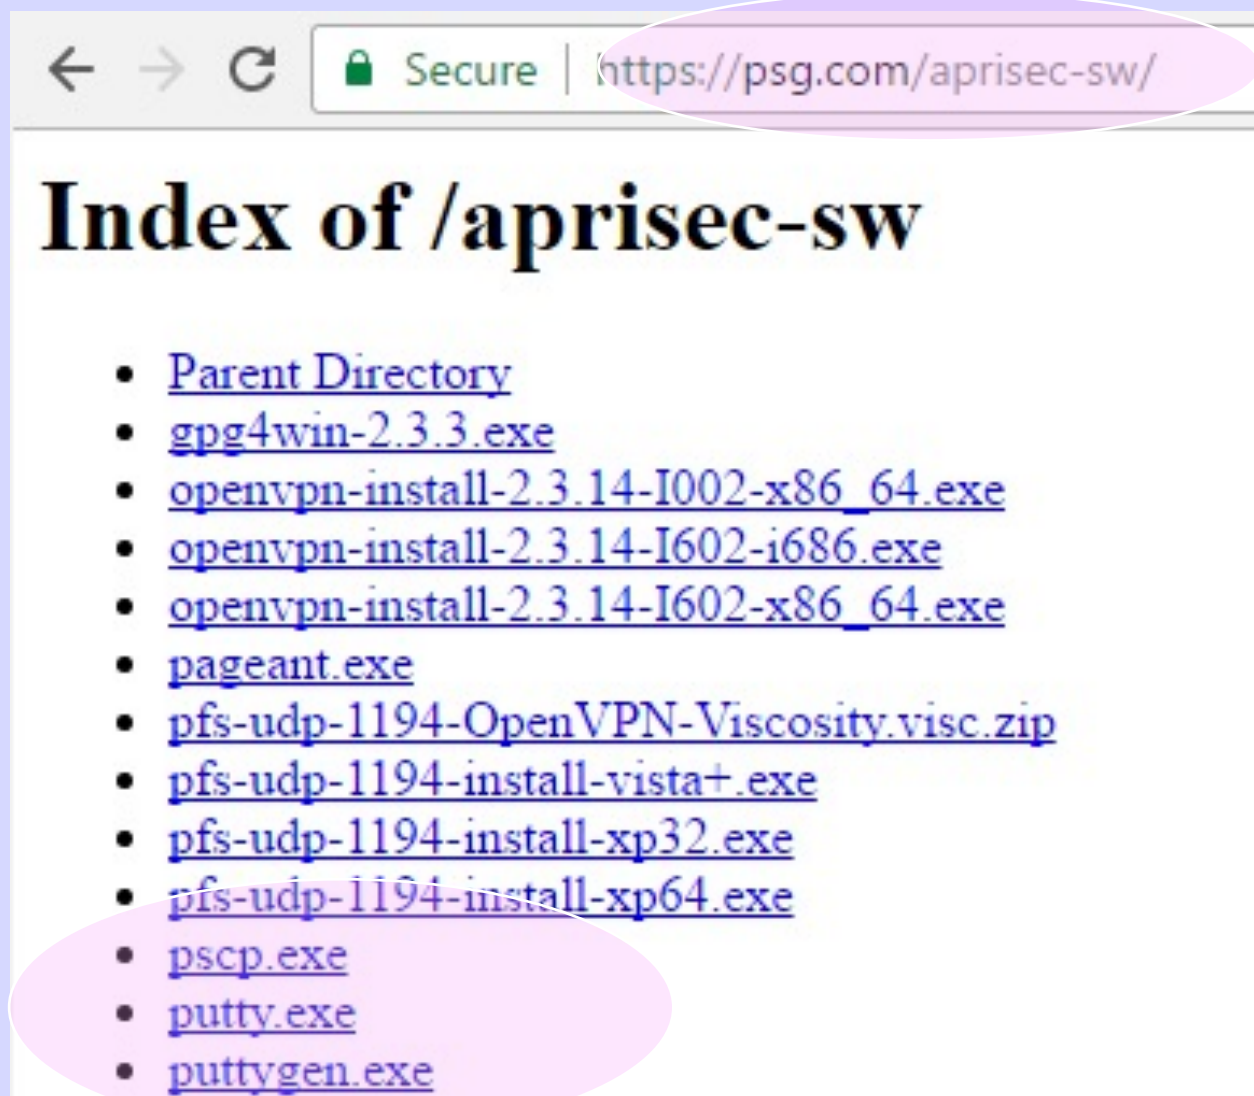 Secure | https://psg.com/aprisec-sw/
Index of /aprisec-sw
Parent Directory
gpg4win-2.3.3.exe
openvpn-install-2.3.14-I002-x86_64.exe
openvpn-install-2.3.14-I602-i686.exe
openvpn-install-2.3.14-I602-x86_64.exe
pageant.exe
pfs-udp-1194-OpenVPN-Viscosity.visc.zip
pfs-udp-1194-install-vista+.exe
pfs-udp-1194-install-xp32.exe
pfs-udp-1194-install-xp64.exe
pscp.exe
putty.exe
puttygen.exe